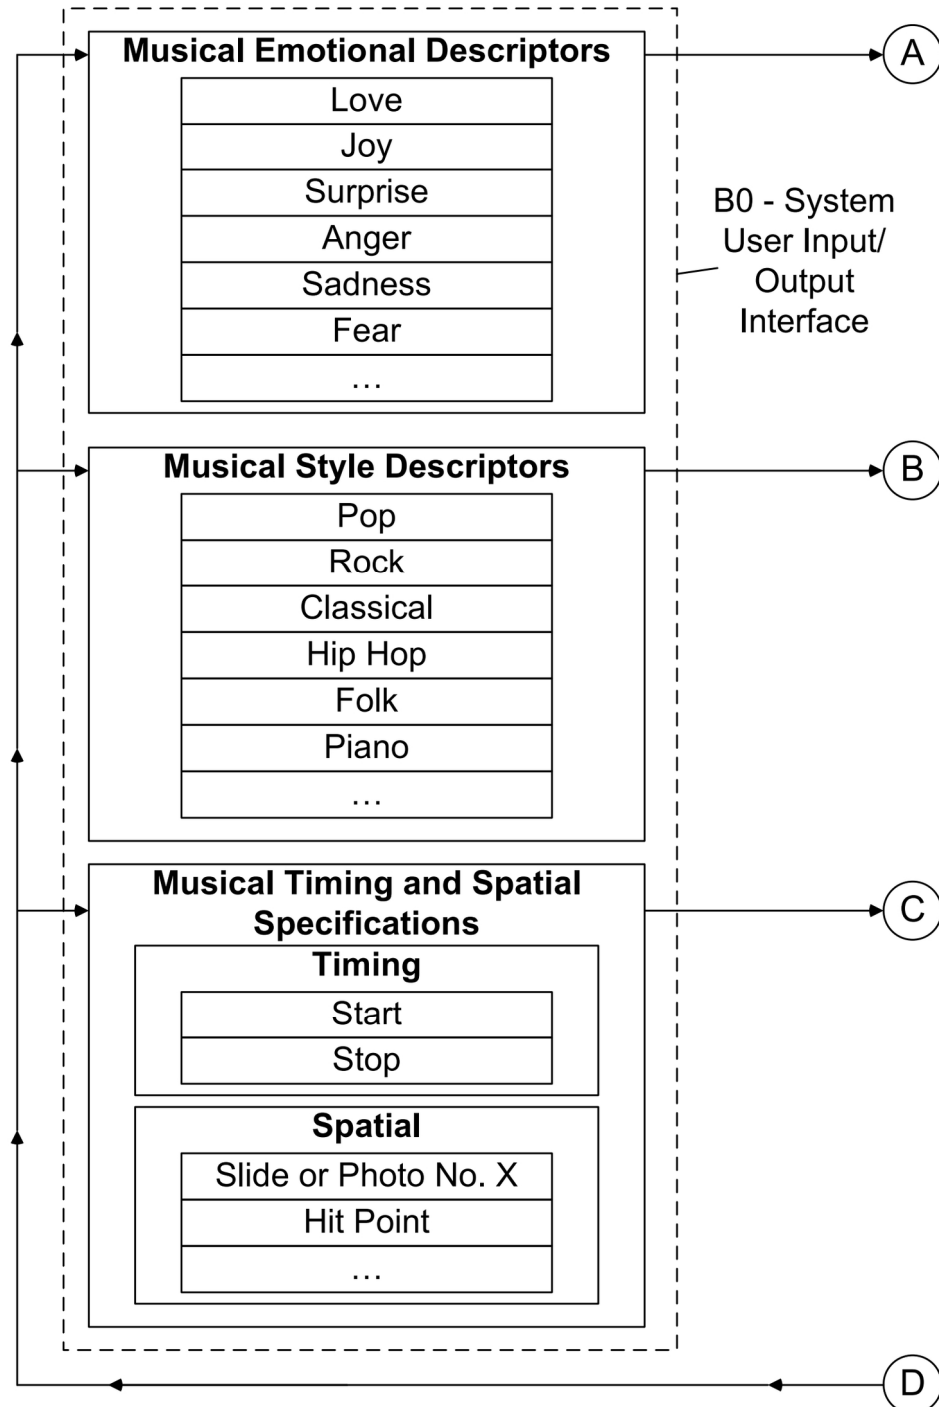 Musical Emotional Descriptors
A
Love
Joy
Surprise
Anger
Sadness
Fear
...
B0 - System
User Input/
Output
Interface
Musical Style Descriptors
B
Pop
Rock
Classical
Hip Hop
Folk
Piano
...
Musical Timing and Spatial
Specifications
C
Timing
Start
Stop
Spatial
Slide or Photo No. X
Hit Point
...
D